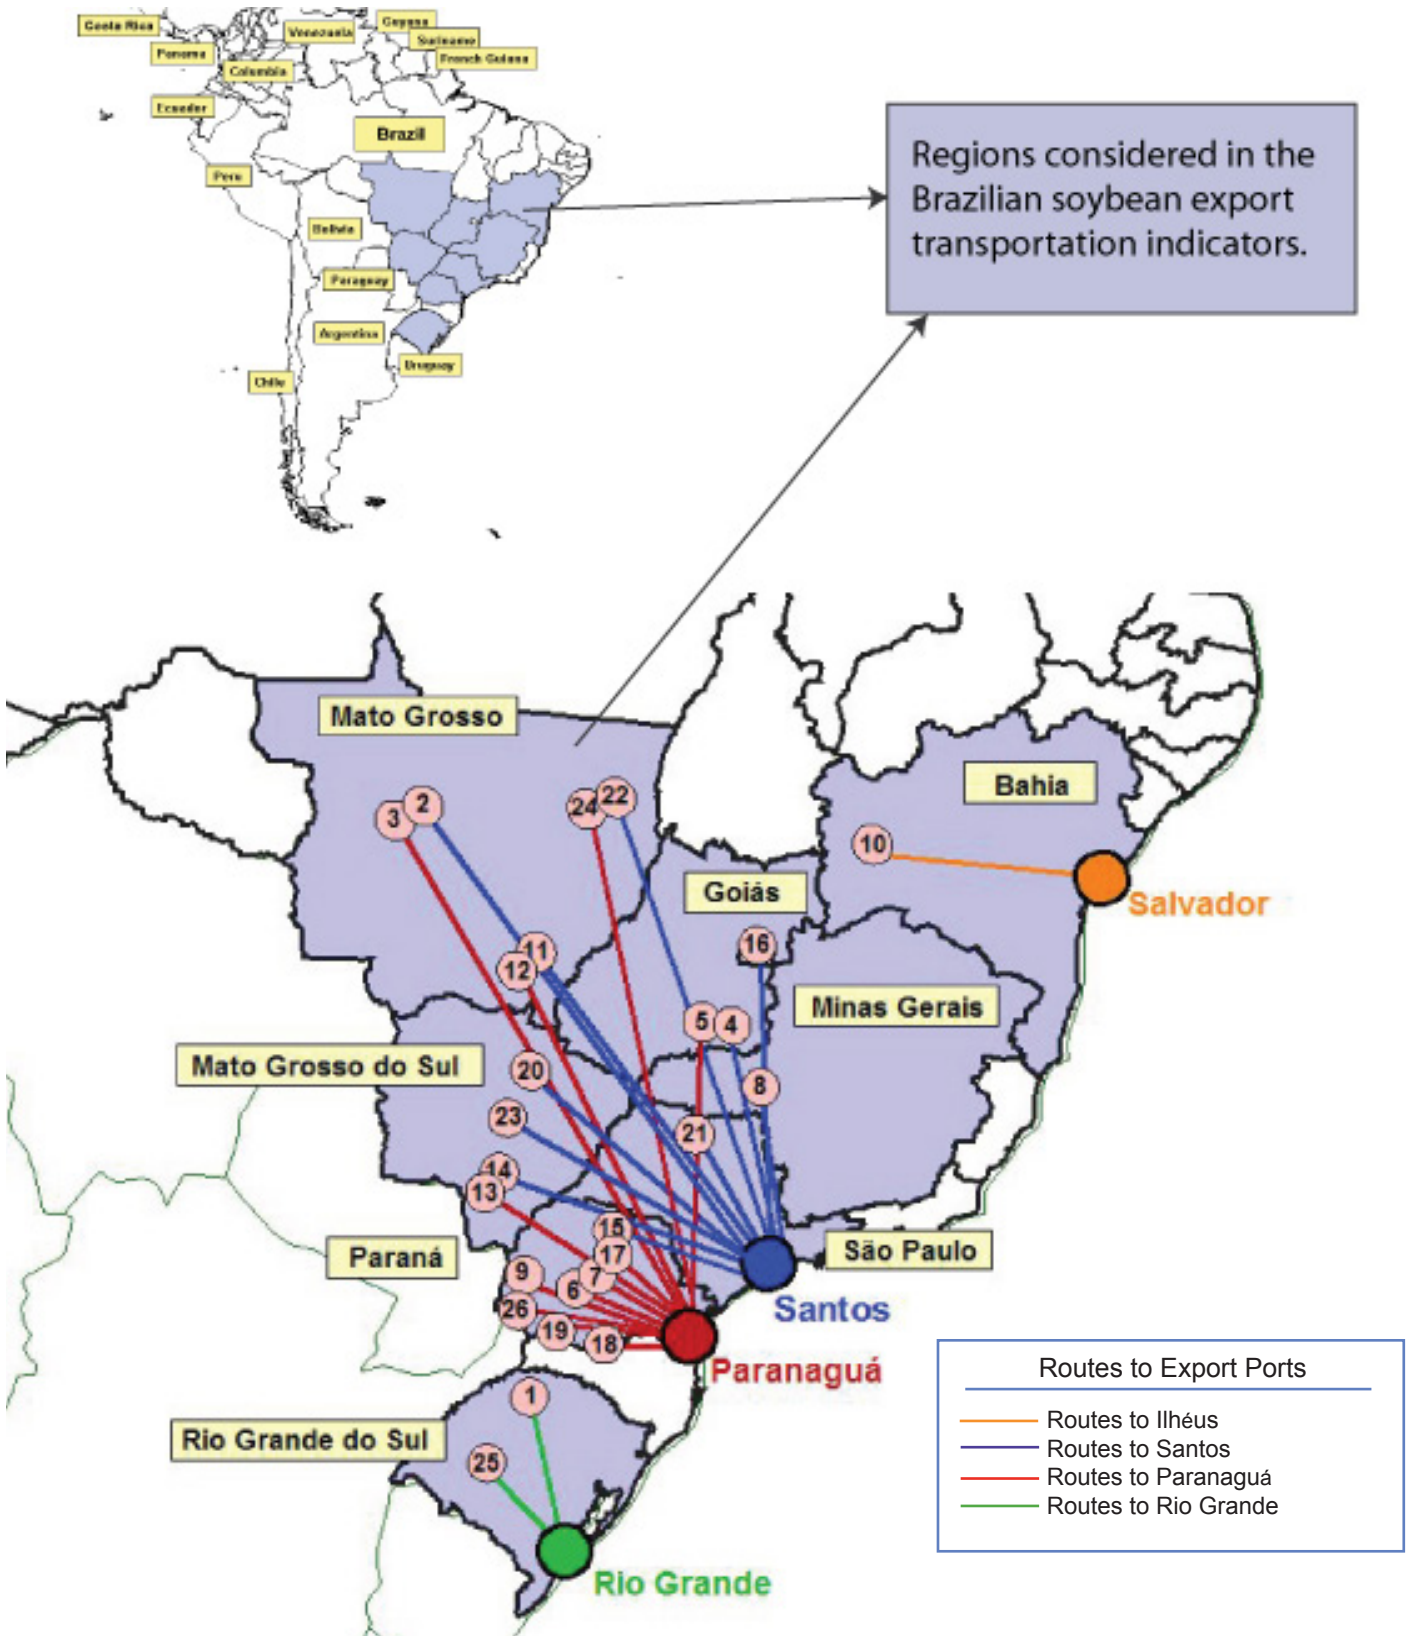 Costa Rica
Panama
Columbia
Ecuador
Venezuela
Guyana
Suriname
French Guiana
Brazil
Peru
Bolivia
Paraguay
Argentina
Uruguay
Chile
Regions considered in the
Brazilian soybean export
transportation indicators.
Mato Grosso
Bahia
3
2
24
22
10
Goiás
Salvador
11
12
16
Minas Gerais
5
4
Mato Grosso do Sul
20
8
23
21
14
13
15
17
Paraná
São Paulo
9
6
7
26
19
18
Santos
Paranaguá
1
Rio Grande do Sul
25
Rio Grande
Routes to Export Ports
Routes to Ilhéus
Routes to Santos
Routes to Paranaguá
Routes to Rio Grande